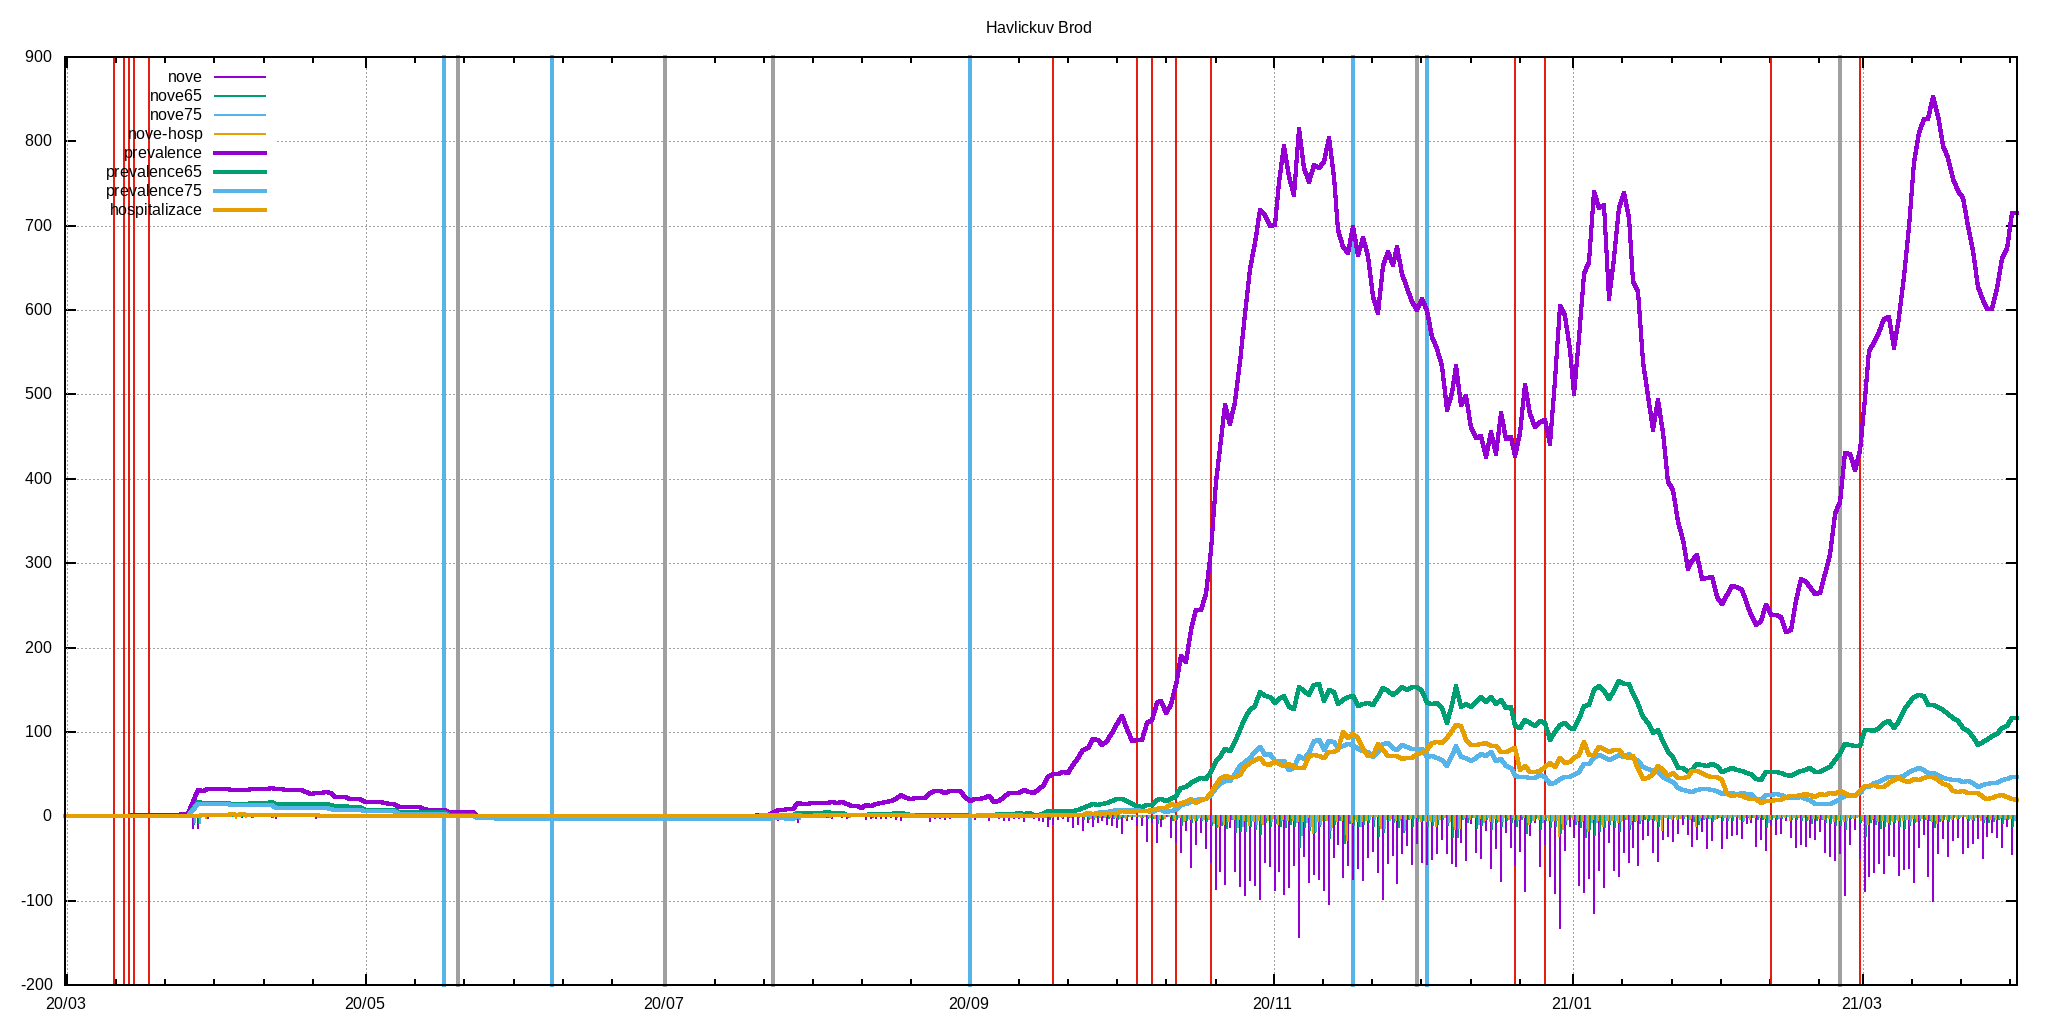 Havlickuv Brod
900
800
700
600
500
400
300
200
100
0
-100
-200
nove
nove65
nove75
nove-hosp
prevalence
prevalence65
prevalence75
hospitalizace
20/03
20/05
20/07
20/09
20/11
21/01
21/03